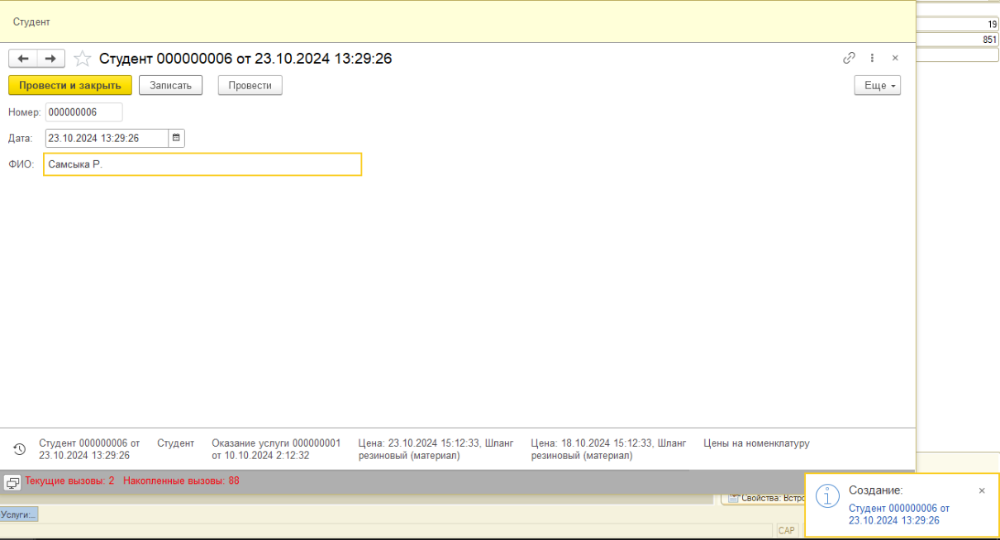 Студент
19
851
Студент 000000006 от 23.10.2024 13:29:26
Провести и закрыть Записать Провести Еще
Номер: 000000006
Дата: 23.10.2024 13:29:26
ФИО: Самсыка Р.
Студент 000000006 от
23.10.2024 13:29:26
Студент
Оказание услуги 000000001
от 10.10.2024 2:12:32
Цена: 23.10.2024 15:12:33, Шланг
резиновый (материал)
Цена: 18.10.2024 15:12:33, Шланг
резиновый (материал)
Цены на номенклатуру
Текущие вызовы: 2 Накопленные вызовы: 88
Создание:
Студент 000000006 от
23.10.2024 13:29:26
Свойства: Встро
Услуги:...
CAP